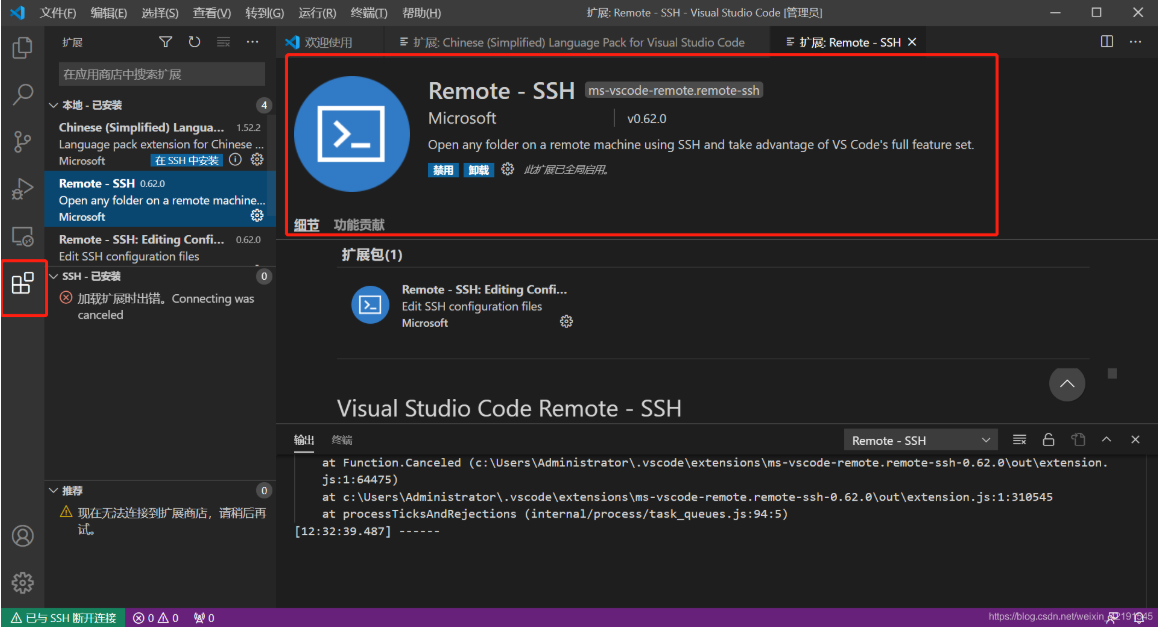 文件(F) 编辑(E) 选择(S) 查看(V) 转到(G) 运行(R) 终端(T) 帮助(H) 扩展: Remote - SSH - Visual Studio Code [管理员]
扩展
欢迎使用 扩展: Chinese (Simplified) Language Pack for Visual Studio Code 扩展: Remote - SSH
在应用商店中搜索扩展
本地 - 已安装 4
Chinese (Simplified) Langua... 1.52.2
Language pack extension for Chinese ...
Microsoft 在 SSH 中安装
Remote - SSH 0.62.0
Open any folder on a remote machine...
Microsoft
Remote - SSH: Editing Confi... 0.62.0
Edit SSH configuration files
SSH - 已安装 0
加载扩展时出错。Connecting was
canceled
推荐 0
现在无法连接到扩展商店，请稍后再
试。
Remote - SSH ms-vscode-remote.remote-ssh
Microsoft v0.62.0
Open any folder on a remote machine using SSH and take advantage of VS Code's full feature set.
禁用 卸载 此扩展已全局启用。
细节 功能贡献
扩展包(1)
Remote - SSH: Editing Confi...
Edit SSH configuration files
Microsoft
Visual Studio Code Remote - SSH
输出 终端 Remote - SSH
at Function.Canceled (c:\Users\Administrator\.vscode\extensions\ms-vscode-remote.remote-ssh-0.62.0\out\extension.
js:1:64475)
at c:\Users\Administrator\.vscode\extensions\ms-vscode-remote.remote-ssh-0.62.0\out\extension.js:1:310545
at processTicksAndRejections (internal/process/task_queues.js:94:5)
[12:32:39.487] ------
已与 SSH 断开连接 0 0 0